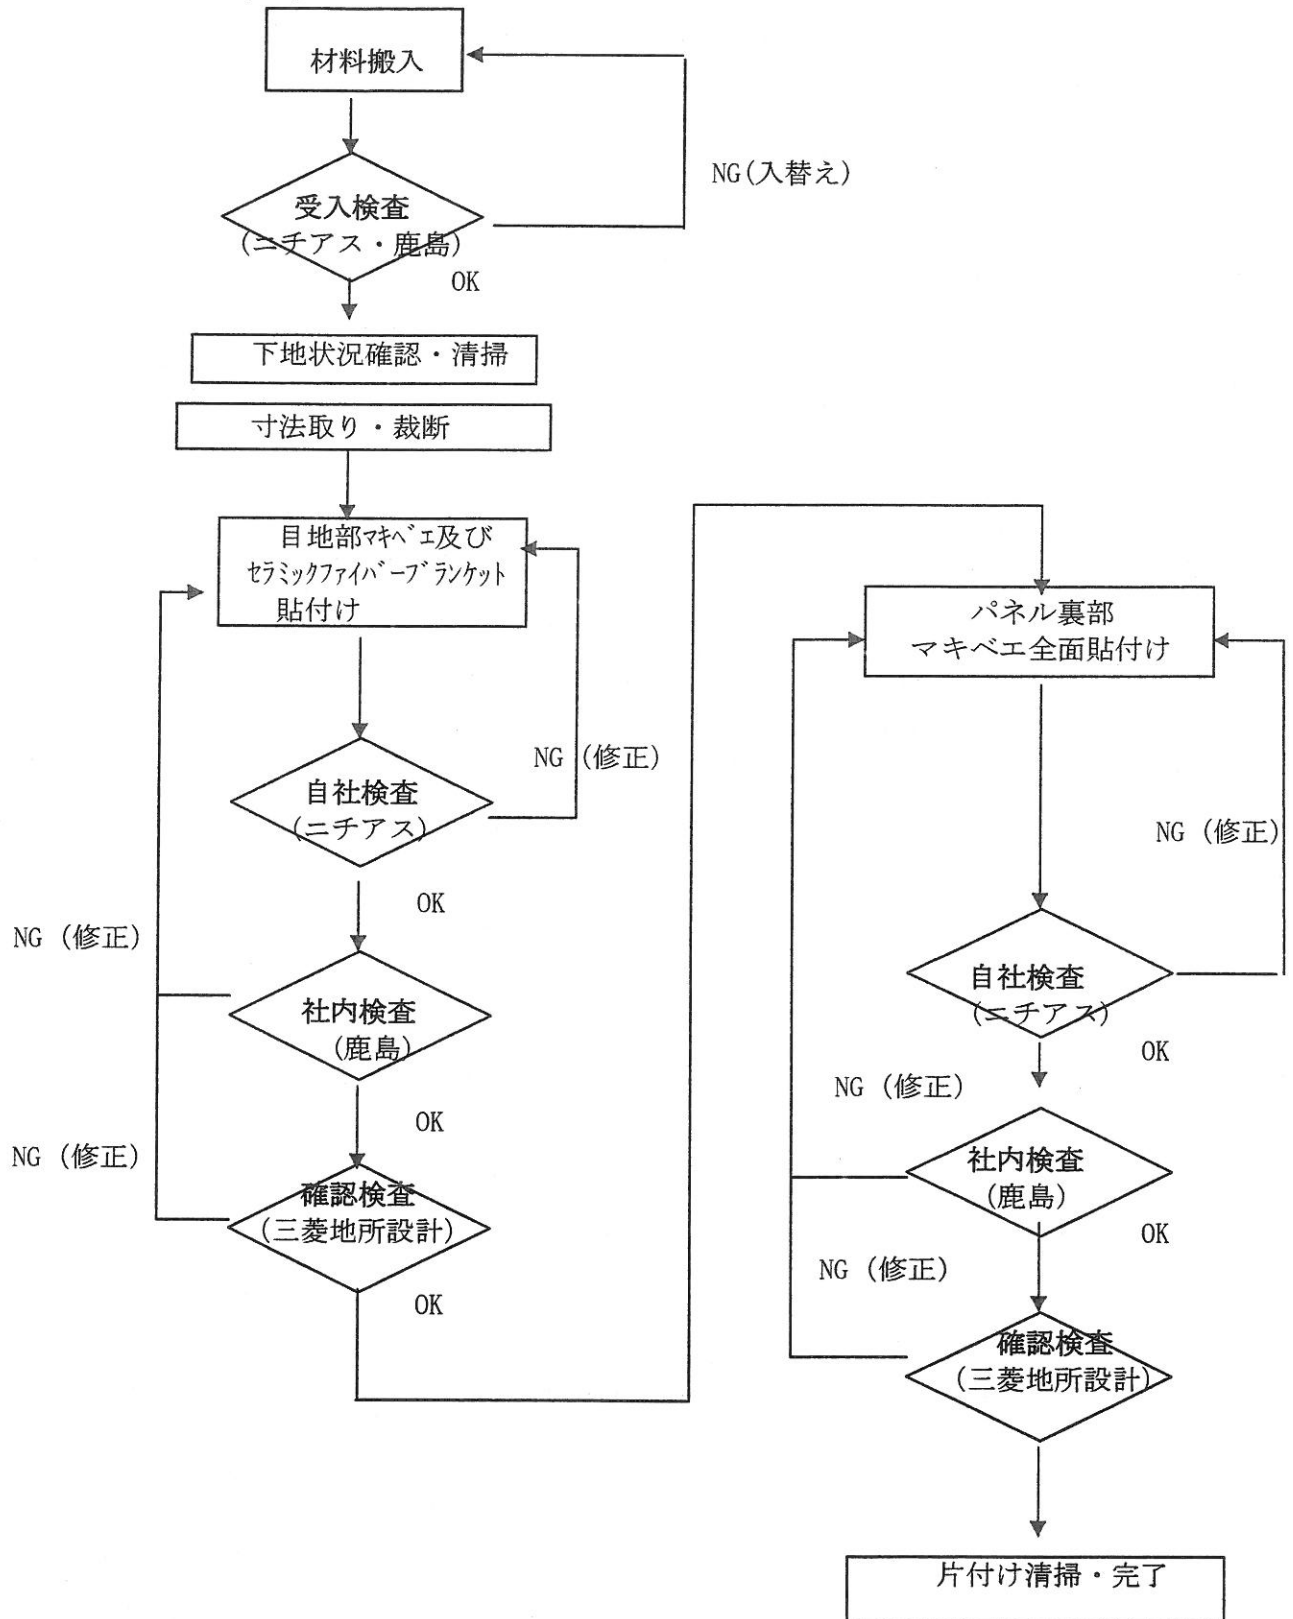 材料搬入
NG(入替え)
受入検査
(ニチアス・鹿島)
OK
下地状況確認・清掃
寸法取り・裁断
目地部ﾏｷﾍﾞｴ及び
ｾﾗﾐｯｸﾌｧｲﾊﾞｰﾌﾞﾗﾝｹｯﾄ
貼付け
NG (修正)
自社検査
(ニチアス)
OK
NG (修正)
社内検査
(鹿島)
OK
NG (修正)
確認検査
(三菱地所設計)
OK
パネル裏部
マキベエ全面貼付け
NG (修正)
自社検査
(ニチアス)
OK
NG (修正)
社内検査
(鹿島)
OK
NG (修正)
確認検査
(三菱地所設計)
片付け清掃・完了